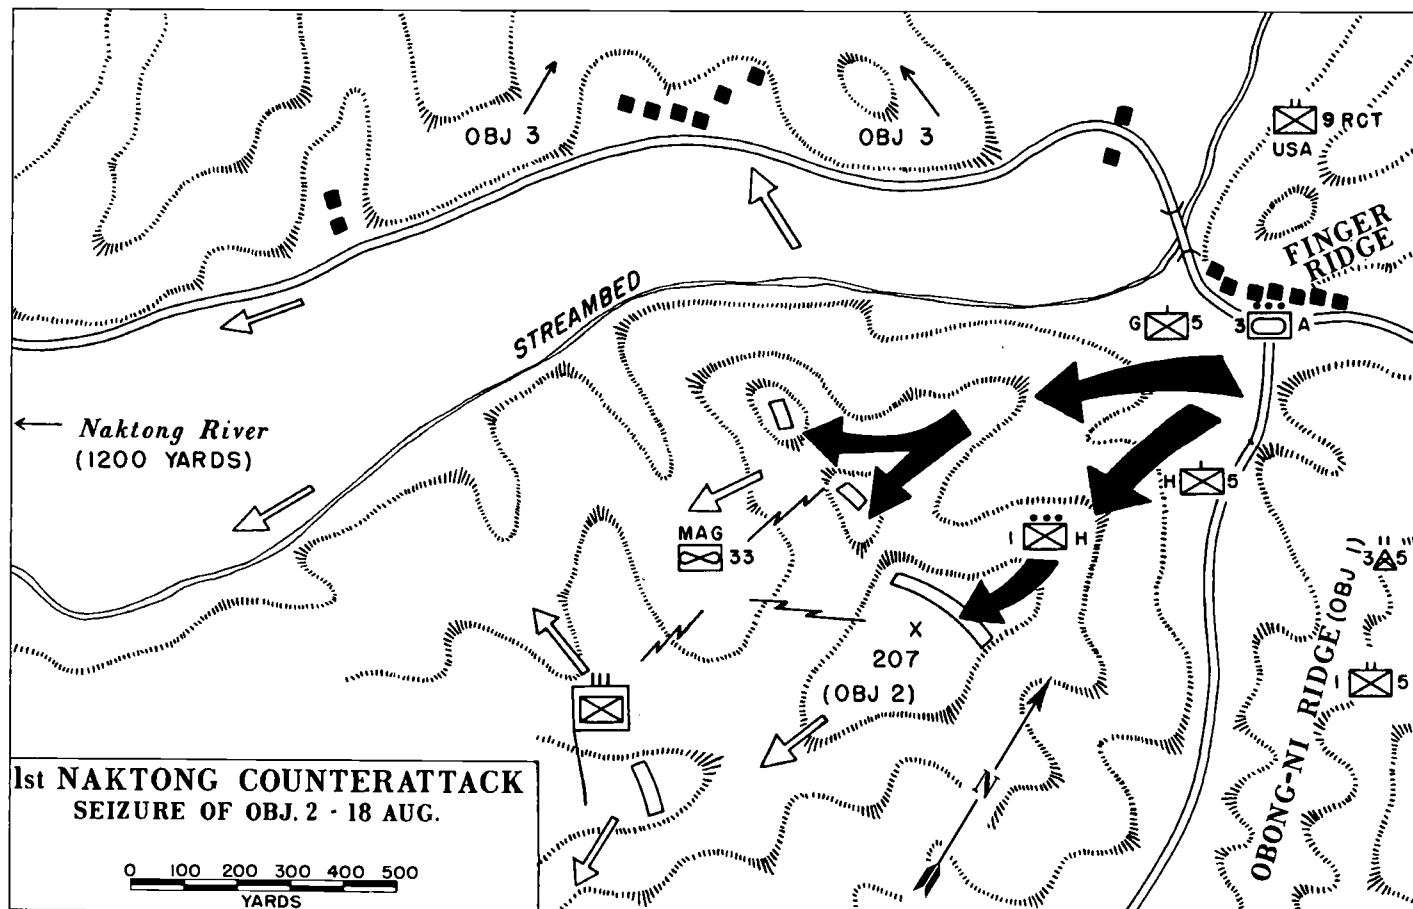 OBJ 3
OBJ 3
9 RCT
USA
FINGER
RIDGE
STREAMBED
G 5
3 A
Naktong River
(1200 YARDS)
H 5
MAG
33
1 H
3 5
207
(OBJ 2)
1 5
OBONG-NI RIDGE (OBJ 1)
N
1st NAKTONG COUNTERATTACK
SEIZURE OF OBJ. 2 - 18 AUG.
0 100 200 300 400 500
YARDS